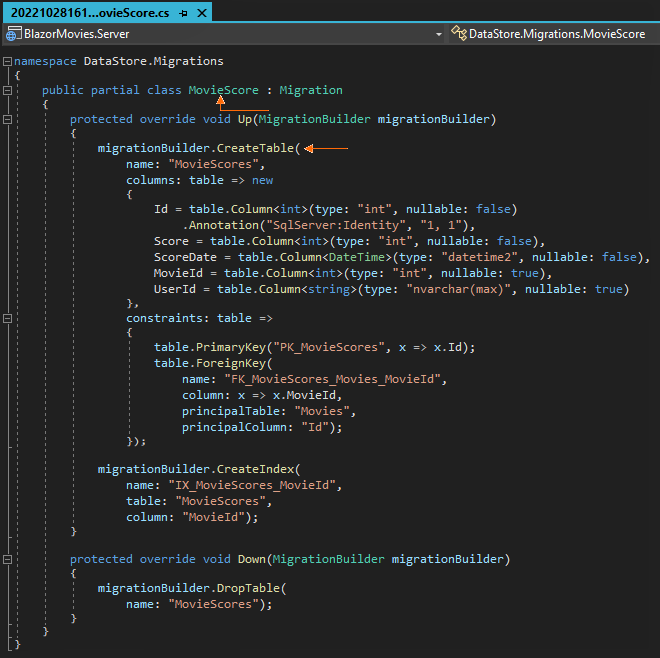 20221028161...ovieScore.cs
BlazorMovies.Server
DataStore.Migrations.MovieScore
namespace DataStore.Migrations
{
    public partial class MovieScore : Migration
    {
        protected override void Up(MigrationBuilder migrationBuilder)
        {
            migrationBuilder.CreateTable(
                name: "MovieScores",
                columns: table => new
                {
                    Id = table.Column<int>(type: "int", nullable: false)
                        .Annotation("SqlServer:Identity", "1, 1"),
                    Score = table.Column<int>(type: "int", nullable: false),
                    ScoreDate = table.Column<DateTime>(type: "datetime2", nullable: false),
                    MovieId = table.Column<int>(type: "int", nullable: true),
                    UserId = table.Column<string>(type: "nvarchar(max)", nullable: true)
                },
                constraints: table =>
                {
                    table.PrimaryKey("PK_MovieScores", x => x.Id);
                    table.ForeignKey(
                        name: "FK_MovieScores_Movies_MovieId",
                        column: x => x.MovieId,
                        principalTable: "Movies",
                        principalColumn: "Id");
                });
            migrationBuilder.CreateIndex(
                name: "IX_MovieScores_MovieId",
                table: "MovieScores",
                column: "MovieId");
        }
        protected override void Down(MigrationBuilder migrationBuilder)
        {
            migrationBuilder.DropTable(
                name: "MovieScores");
        }
    }
}